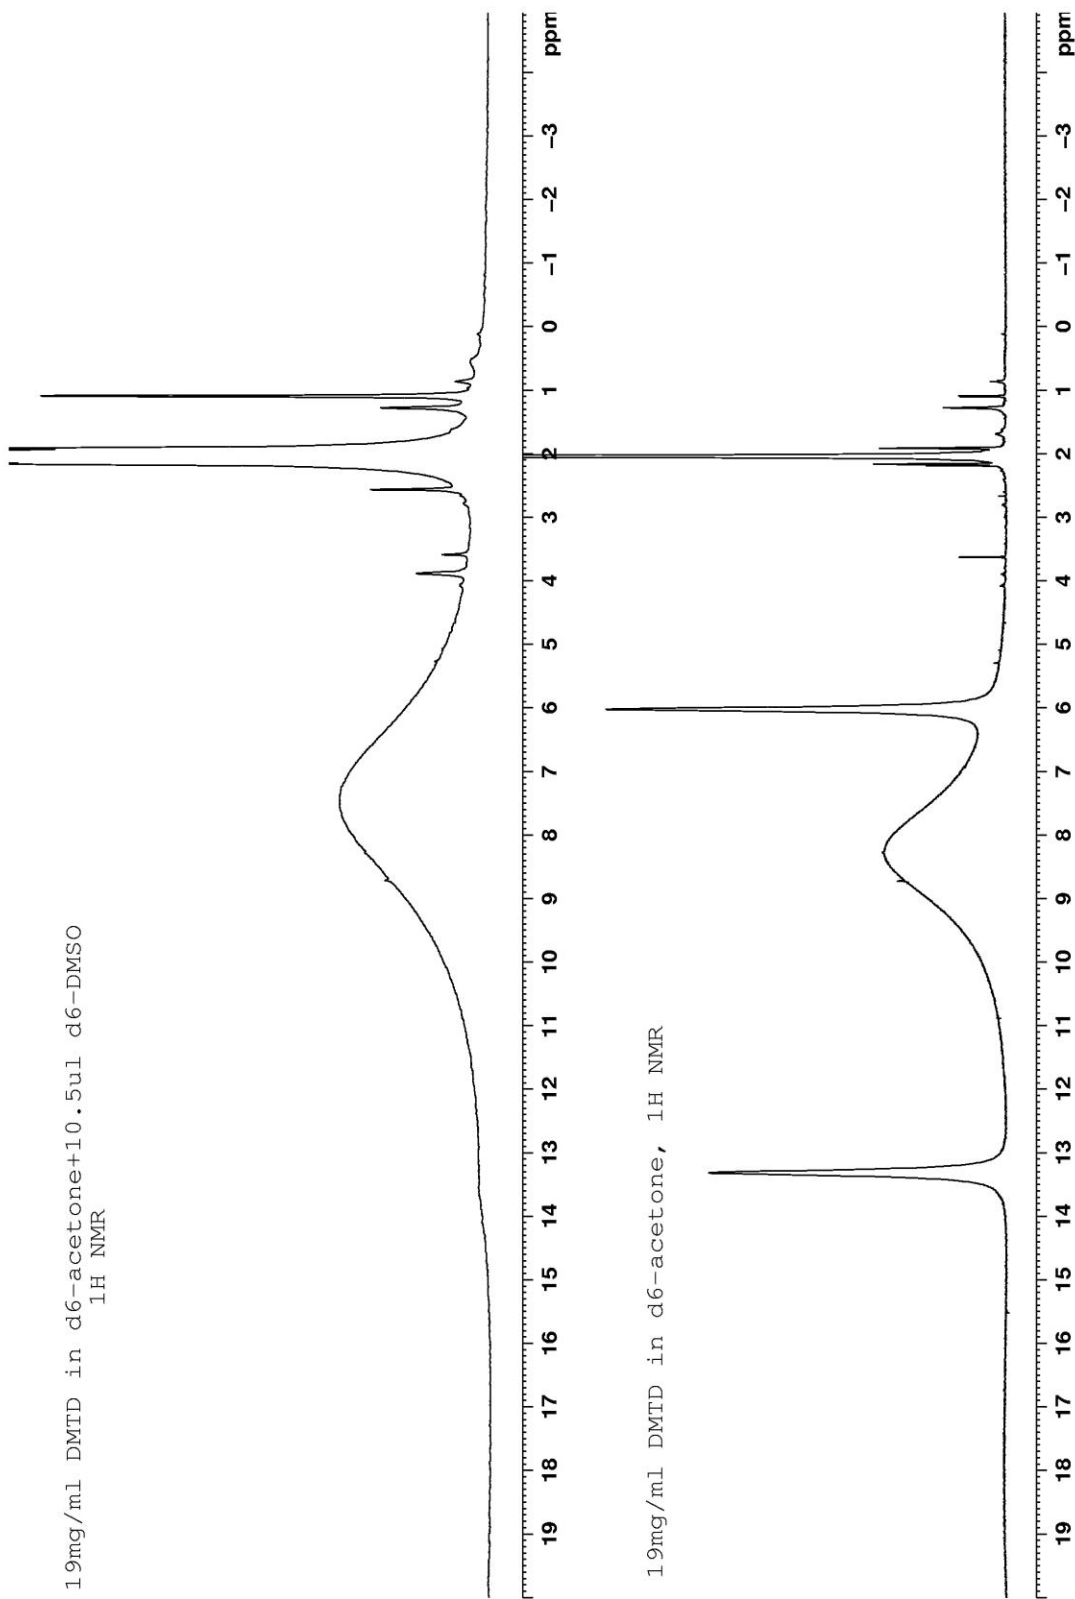 19mg/ml DMTD in d6-acetone+10.5ul d6-DMSO
1H NMR
19 18 17 16 15 14 13 12 11 10 9 8 7 6 5 4 3 2 1 0 -1 -2 -3 ppm
19mg/ml DMTD in d6-acetone, 1H NMR
19 18 17 16 15 14 13 12 11 10 9 8 7 6 5 4 3 2 1 0 -1 -2 -3 ppm